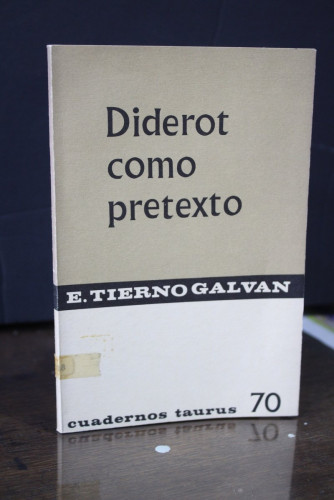 Diderot
como
pretexto
E. TIERNO GALVAN
cuadernos taurus 70